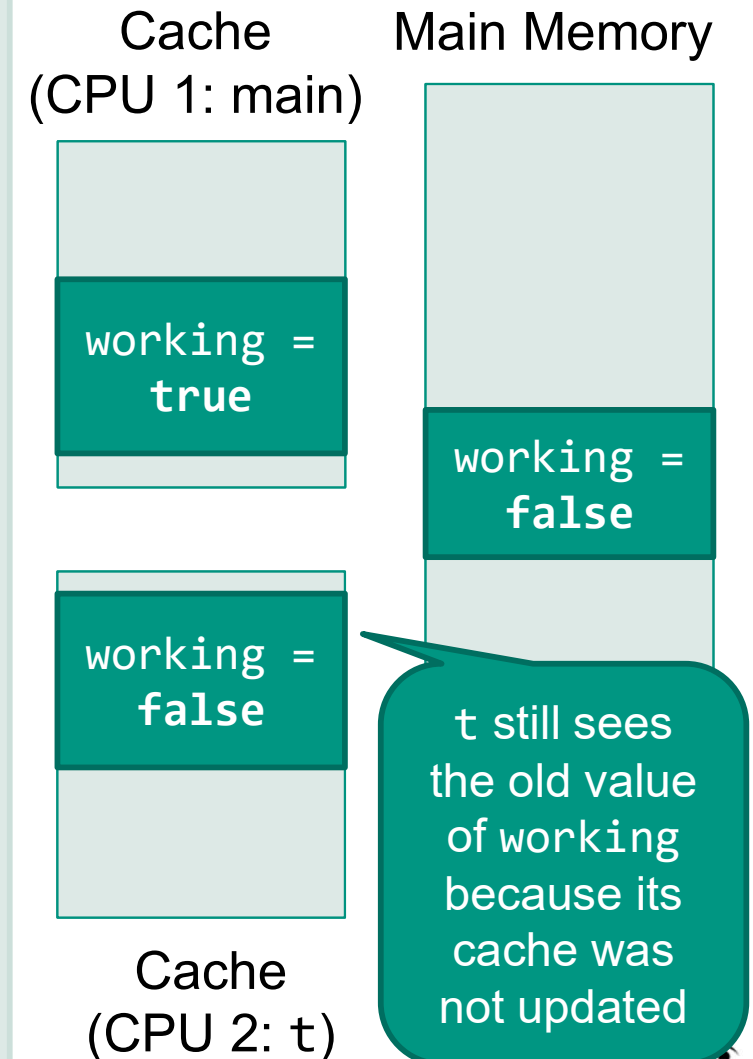 Cache
(CPU 1: main)
Main Memory
working =
true
working =
false
working =
false
t still sees
the old value
of working
because its
cache was
not updated
Cache
(CPU 2: t)